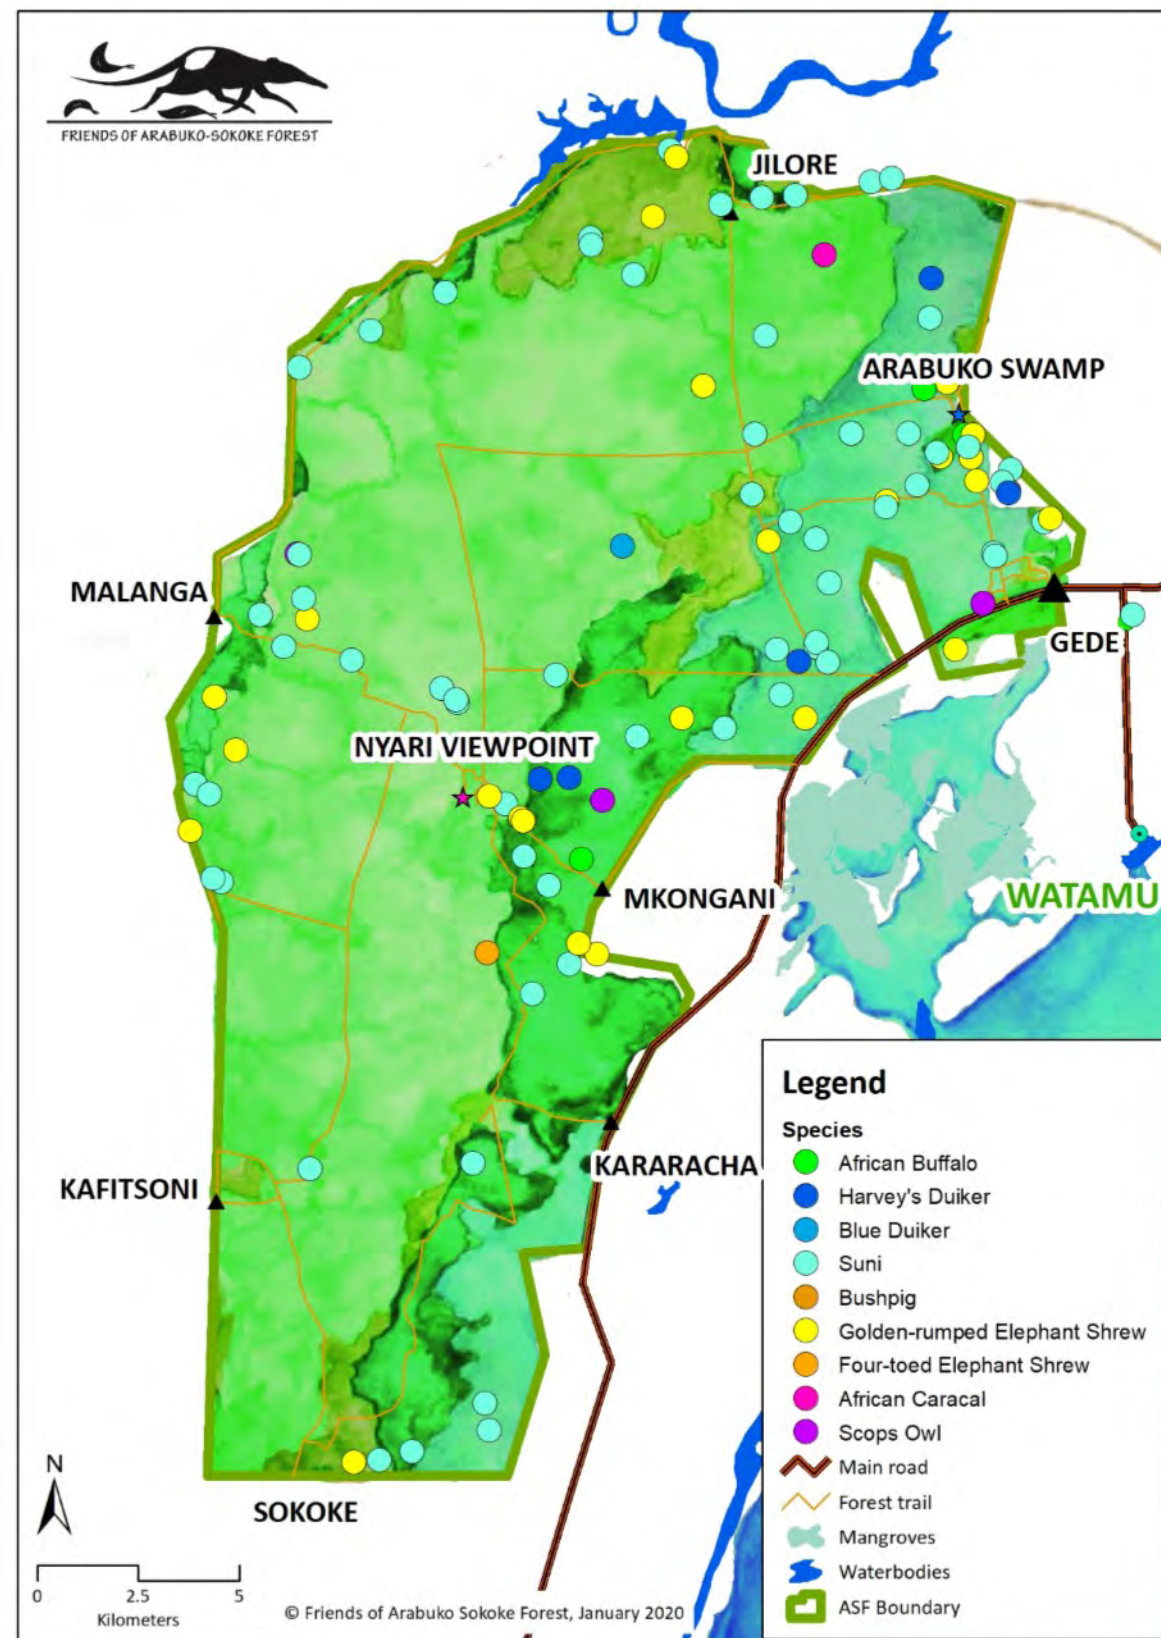 FRIENDS OF ARABUKO-SOKOKE FOREST
JILORE
ARABUKO SWAMP
MALANGA
GEDE
NYARI VIEWPOINT
MKONGANI
WATAMU
KARARACHA
KAFITSONI
SOKOKE
Legend
Species
African Buffalo
Harvey's Duiker
Blue Duiker
Suni
Bushpig
Golden-rumped Elephant Shrew
Four-toed Elephant Shrew
African Caracal
Scops Owl
Main road
Forest trail
Mangroves
Waterbodies
ASF Boundary
N
0 2.5 5
Kilometers
© Friends of Arabuko Sokoke Forest, January 2020